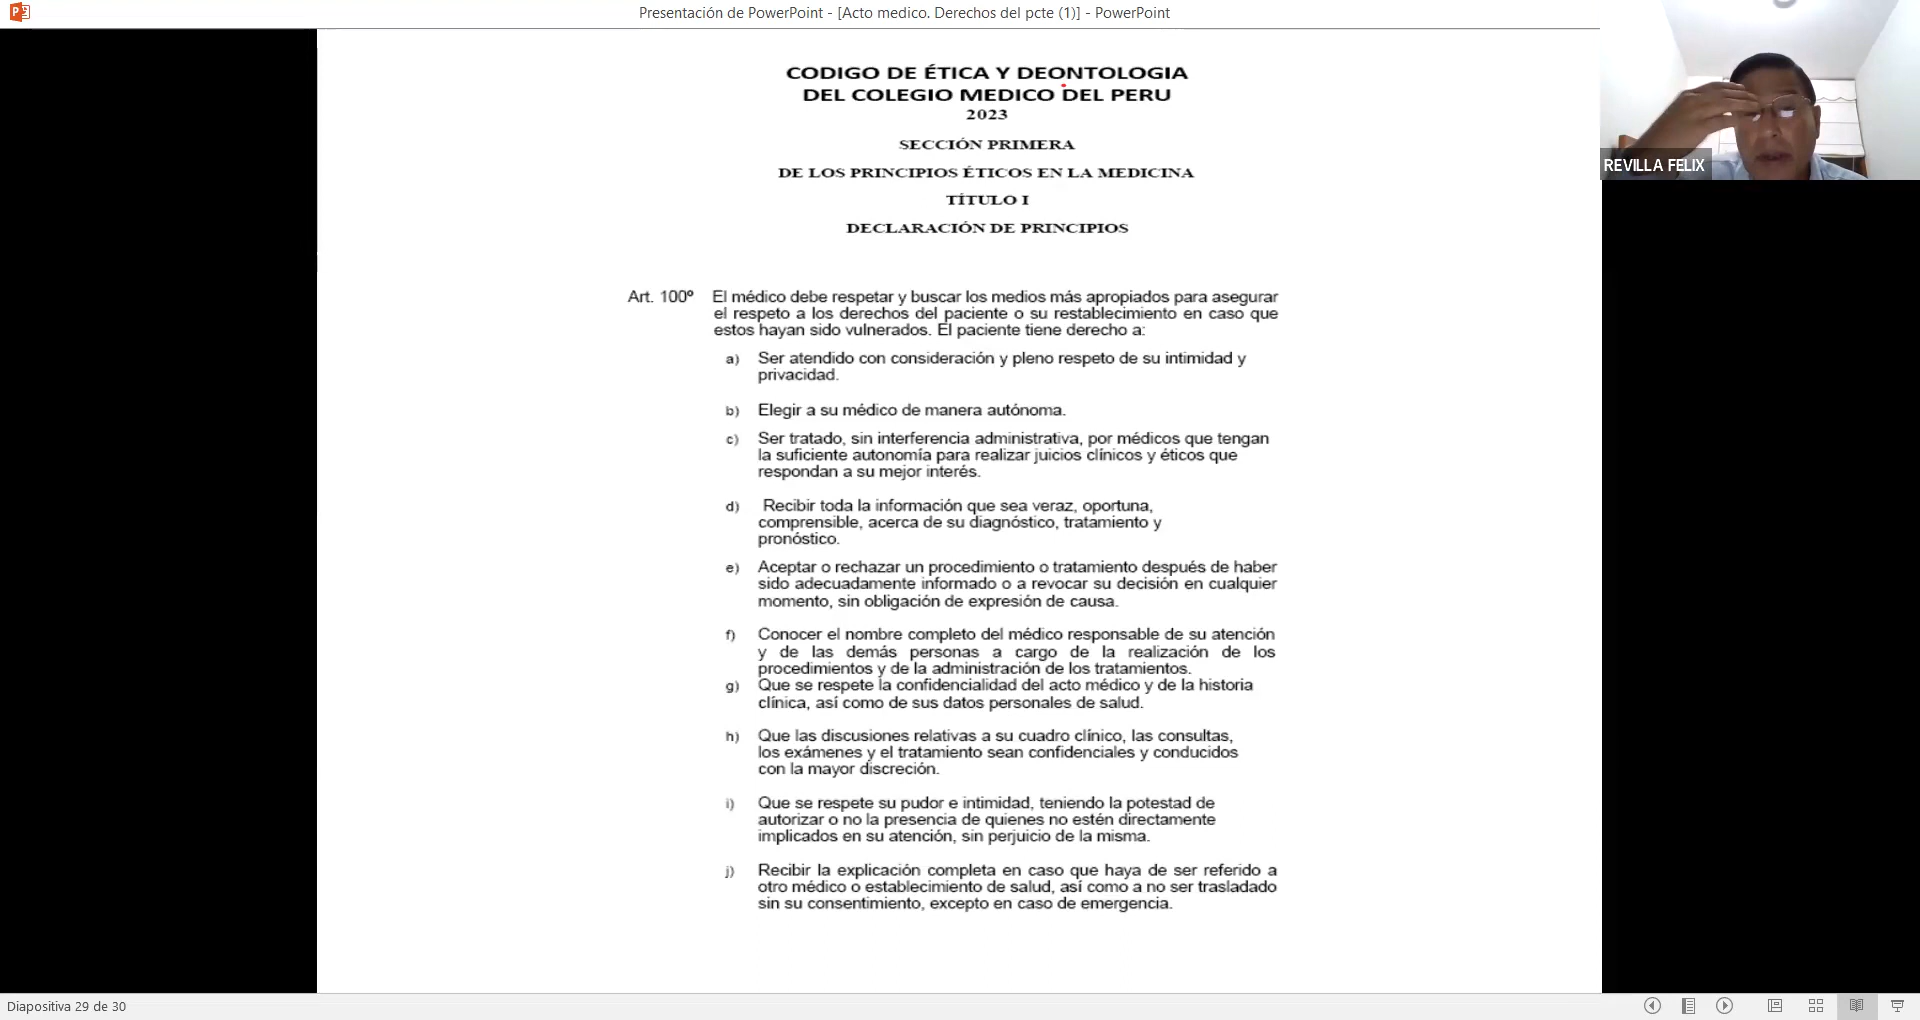 Presentación de PowerPoint - [Acto medico. Derechos del pcte (1)] - PowerPoint
CODIGO DE ÉTICA Y DEONTOLOGIA
DEL COLEGIO MEDICO DEL PERU
2023
SECCIÓN PRIMERA
DE LOS PRINCIPIOS ÉTICOS EN LA MEDICINA
TÍTULO I
DECLARACIÓN DE PRINCIPIOS
REVILLA FELIX
Art. 100º El médico debe respetar y buscar los medios más apropiados para asegurar
el respeto a los derechos del paciente o su restablecimiento en caso que
estos hayan sido vulnerados. El paciente tiene derecho a:
a) Ser atendido con consideración y pleno respeto de su intimidad y
privacidad.
b) Elegir a su médico de manera autónoma.
c) Ser tratado, sin interferencia administrativa, por médicos que tengan
la suficiente autonomía para realizar juicios clínicos y éticos que
respondan a su mejor interés.
d) Recibir toda la información que sea veraz, oportuna,
comprensible, acerca de su diagnóstico, tratamiento y
pronóstico.
e) Aceptar o rechazar un procedimiento o tratamiento después de haber
sido adecuadamente informado o a revocar su decisión en cualquier
momento, sin obligación de expresión de causa.
f) Conocer el nombre completo del médico responsable de su atención
y de las demás personas a cargo de la realización de los
procedimientos y de la administración de los tratamientos.
g) Que se respete la confidencialidad del acto médico y de la historia
clínica, así como de sus datos personales de salud.
h) Que las discusiones relativas a su cuadro clínico, las consultas,
los exámenes y el tratamiento sean confidenciales y conducidos
con la mayor discreción.
i) Que se respete su pudor e intimidad, teniendo la potestad de
autorizar o no la presencia de quienes no estén directamente
implicados en su atención, sin perjuicio de la misma.
j) Recibir la explicación completa en caso que haya de ser referido a
otro médico o establecimiento de salud, así como a no ser trasladado
sin su consentimiento, excepto en caso de emergencia.
Diapositiva 29 de 30